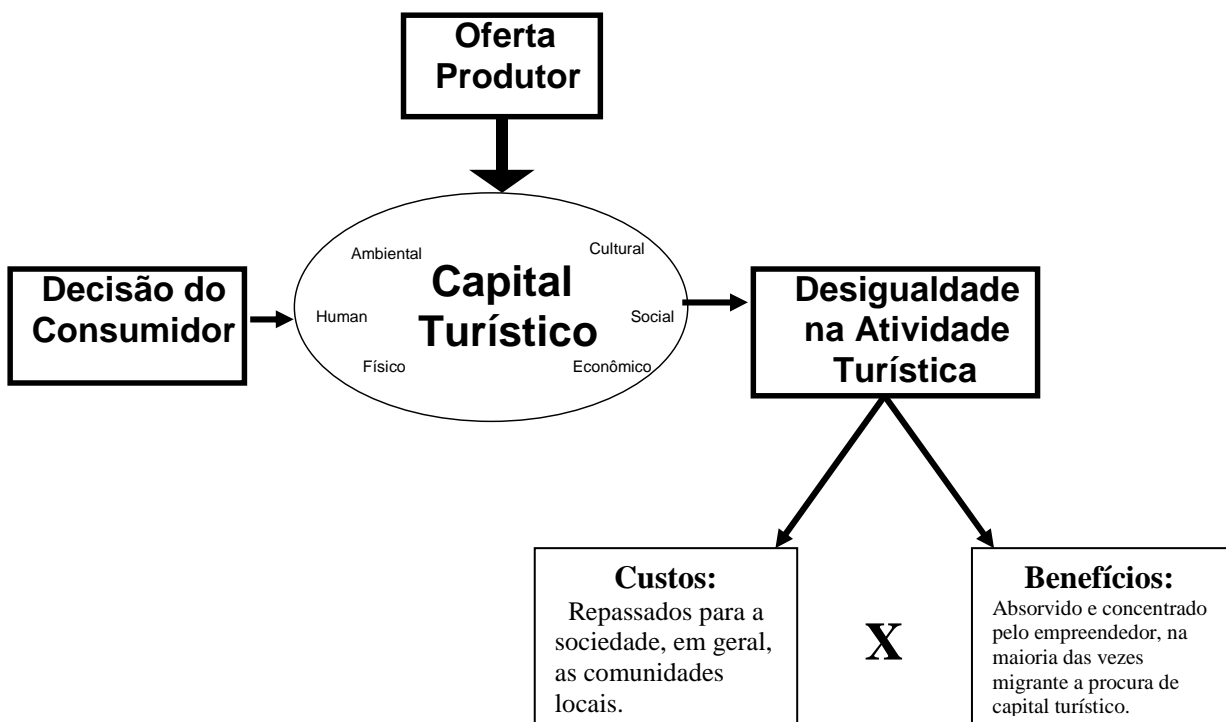 Oferta
Produtor
Decisão do
Consumidor
Ambiental
Cultural
Capital
Turístico
Human
Social
Físico
Econômico
Desigualdade
na Atividade
Turística
Custos:
Repassados para a
sociedade, em geral,
as comunidades
locais.
X
Benefícios:
Absorvido e concentrado
pelo empreendedor, na
maioria das vezes
migrante a procura de
capital turístico.